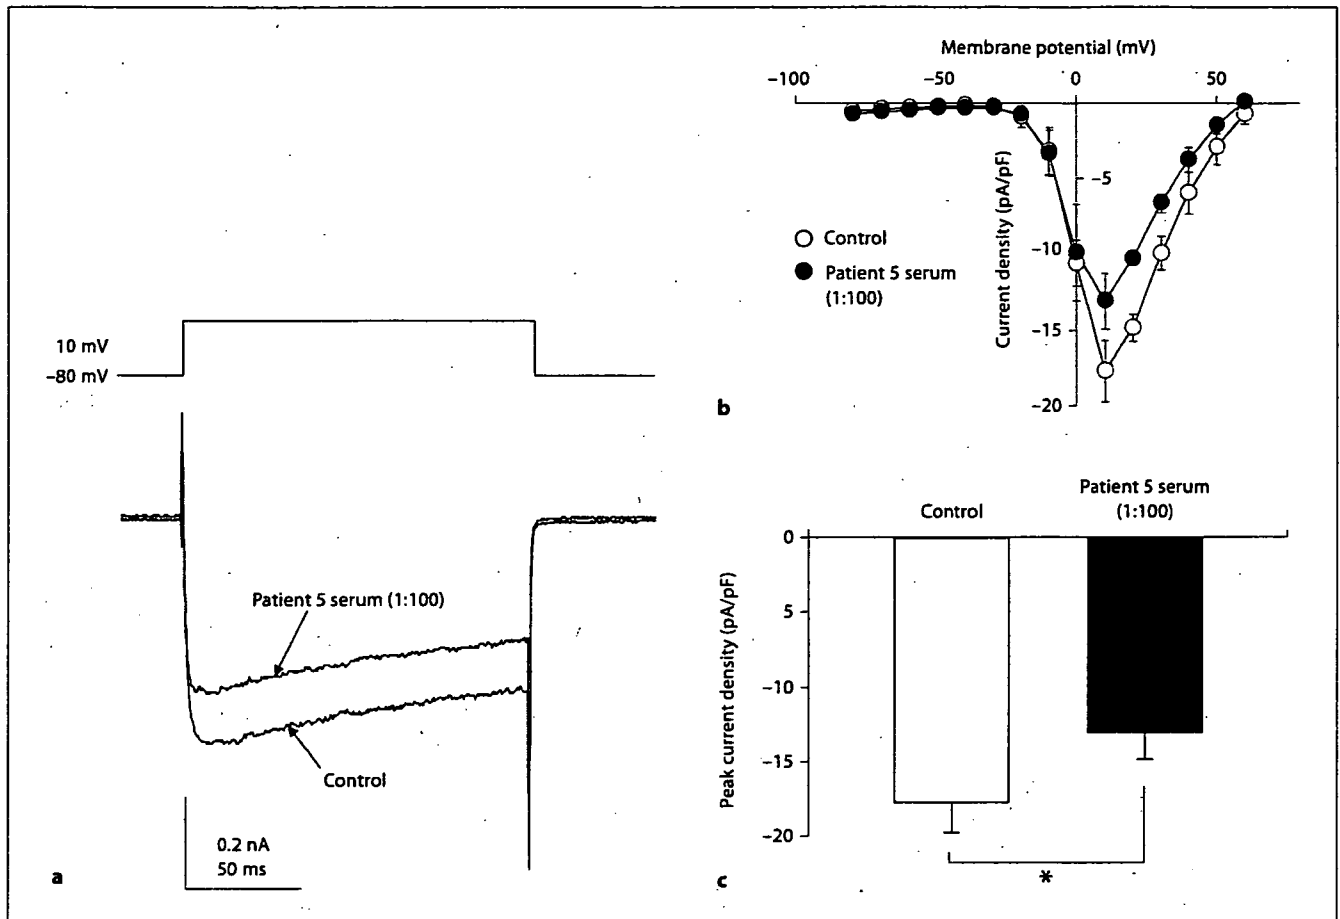 10 mV
−80 mV
Patient 5 serum (1:100)
Control
0.2 nA
50 ms
a
Membrane potential (mV)
−100
−50
0
50
Current density (pA/pF)
−5
−10
−15
−20
Control
Patient 5 serum
(1:100)
b
Control
Patient 5 serum
(1:100)
Peak current density (pA/pF)
0
5
−10
−15
−20
*
c